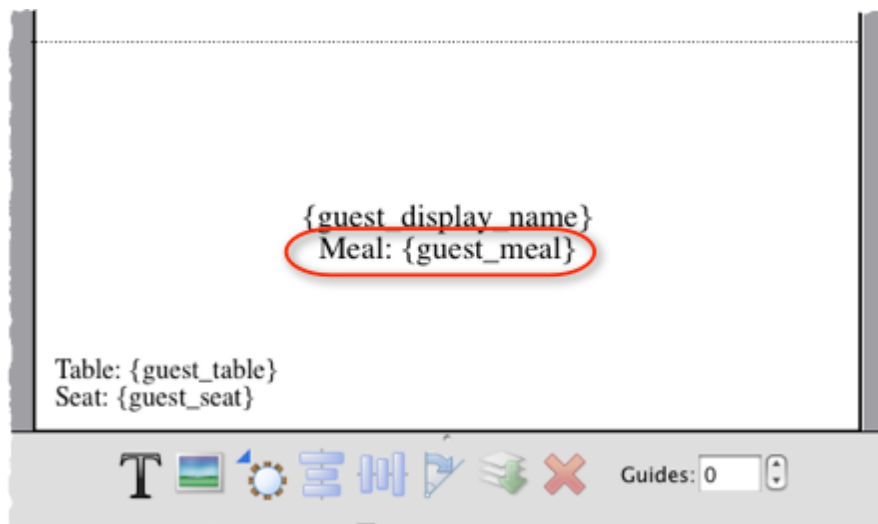 {guest_display_name}
Meal: {guest_meal}
Table: {guest_table}
Seat: {guest_seat}
T
Guides: 0